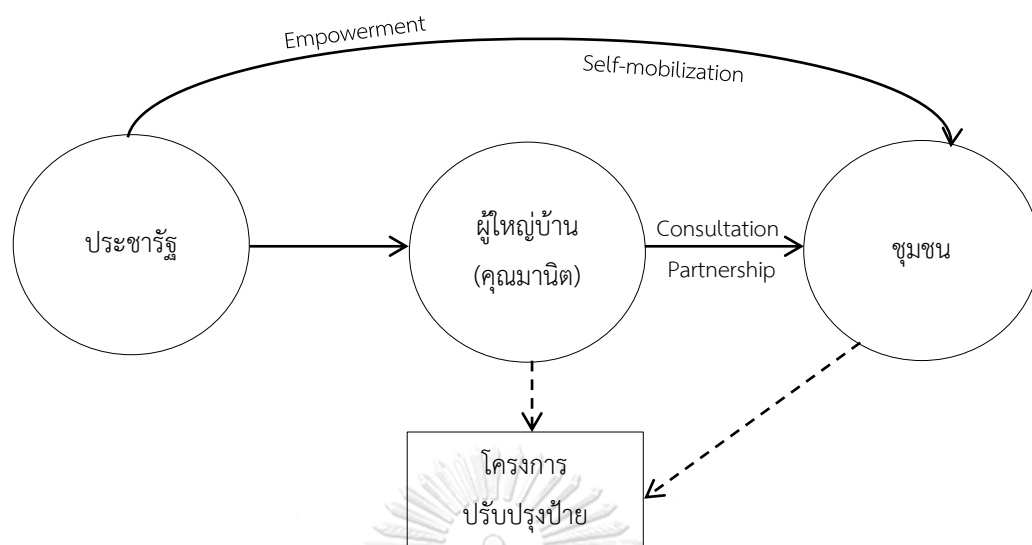 Empowerment
Self-mobilization
ประชารัฐ
ผู้ใหญ่บ้าน
(คุณมานิต)
Consultation
Partnership
ชุมชน
โครงการ
ปรับปรุงป้าย